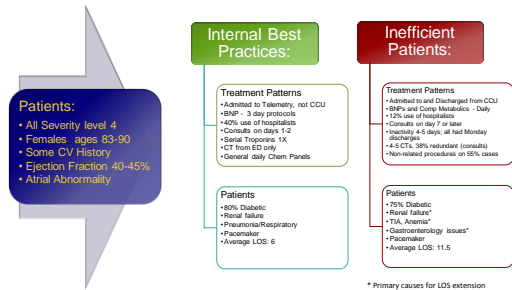 Patients:
• All Severity level 4
• Females ages 83-90
• Some CV History
• Ejection Fraction 40-45%
• Atrial Abnormality
Internal Best
Practices:
Treatment Patterns
• Admitted to Telemetry, not CCU
• BNP - 3 day protocols
• 40% use of hospitalists
• Consults on days 1-2
• Serial Troponins 1X
• CT from ED only
• General daily Chem Panels
Patients
• 80% Diabetic
• Renal failure
• Pneumonia/Respiratory
• Pacemaker
• Average LOS: 6
Inefficient
Patients:
Treatment Patterns
• Admitted to and Discharged from CCU
• BNPs and Comp Metabolics - Daily
• 12% use of hospitalists
• Consults on day 7 or later
• Inactivity 4-5 days; all had Monday
discharges
• 4-5 CTs, 38% redundant (consults)
• Non-related procedures on 55% cases
Patients
• 75% Diabetic
• Renal failure*
• TIA, Anemia*
• Gastroenterology issues*
• Pacemaker
• Average LOS: 11.5
* Primary causes for LOS extension